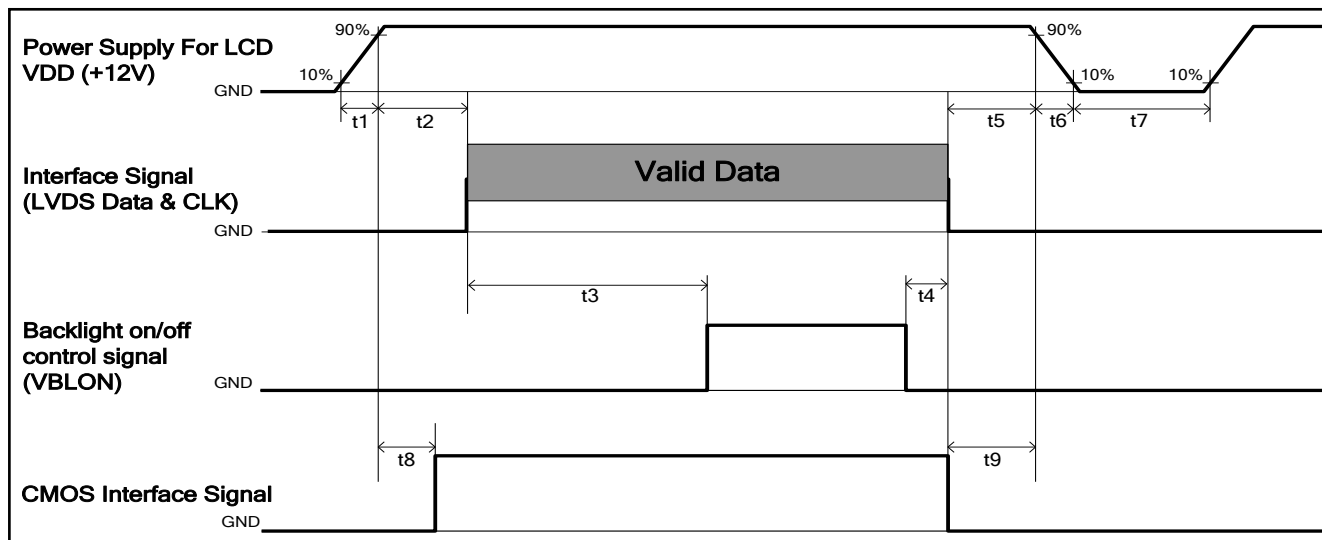 90%
90%
Power Supply For LCD
VDD (+12V)
10%
10%
10%
GND
t1
t2
t5
t6
t7
Valid Data
Interface Signal
(LVDS Data & CLK)
GND
t3
t4
Backlight on/off
control signal
(VBLON)
GND
t8
t9
CMOS Interface Signal
GND